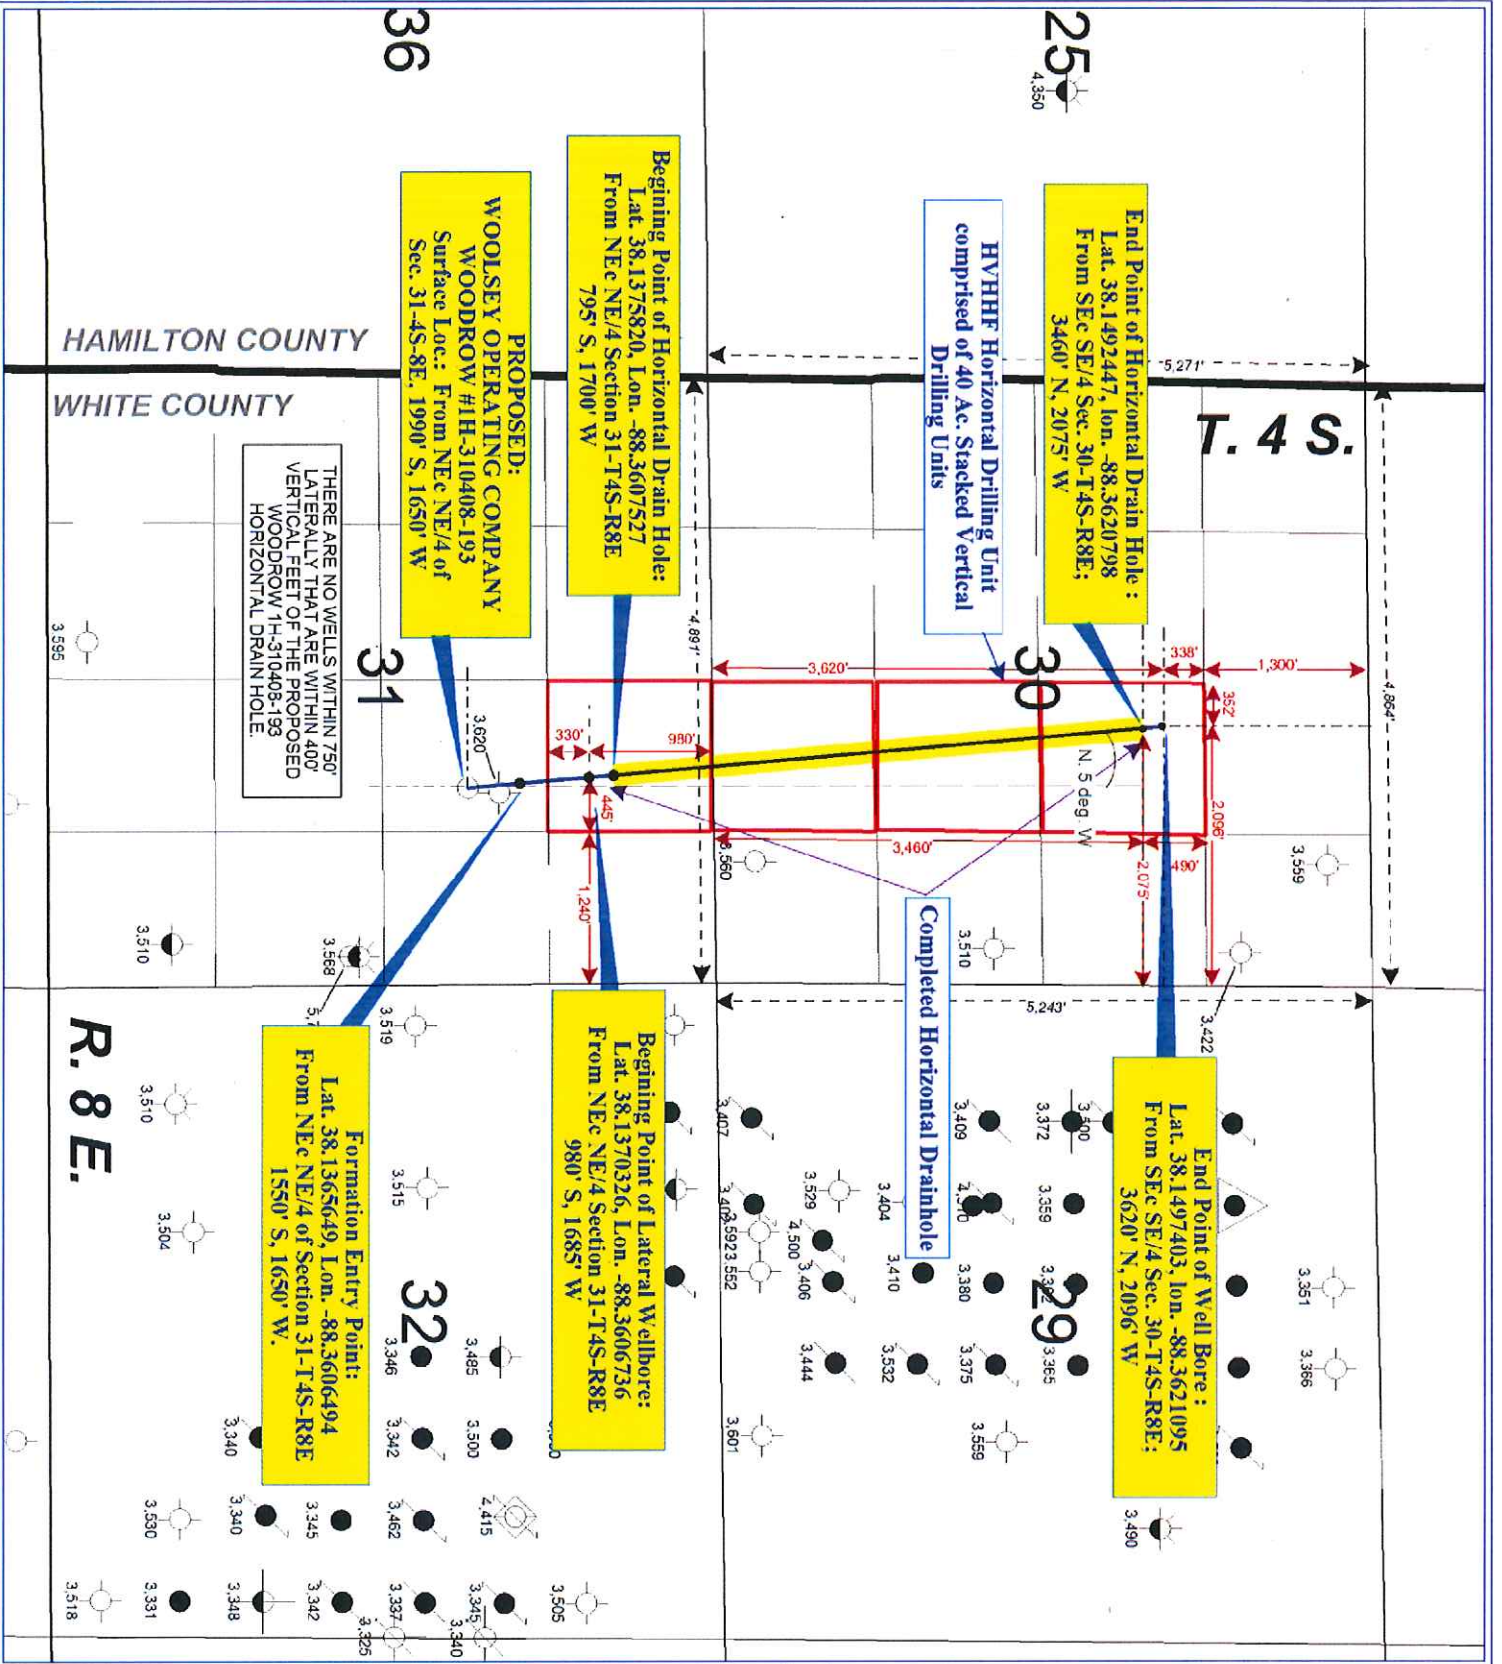 25
36
4,350
End Point of Horizontal Drain Hole :
Lat. 38.1492447, lon. -88.3620798
From SEc SE/4 Sec. 30-T4S-R8E;
3460' N, 2075' W
HVHHF Horizontal Drilling Unit
comprised of 40 Ac. Stacked Vertical
Drilling Units
Begining Point of Horizontal Drain Hole:
Lat. 38.1375820, Lon. -88.3607527
From NEc NE/4 Section 31-T4S-R8E
795' S, 1700' W
PROPOSED:
WOOLSEY OPERATING COMPANY
WOODROW #1H-310408-193
Surface Loc.: From NEc NE/4 of
Sec. 31-4S-8E. 1990' S, 1650' W
HAMILTON COUNTY
WHITE COUNTY
THERE ARE NO WELLS WITHIN 750'
LATERALLY THAT ARE WITHIN 400'
VERTICAL FEET OF THE PROPOSED
WOODROW 1H-310408-193
HORIZONTAL DRAIN HOLE.
T. 4 S.
5,271'
4,864'
4,891'
30
31
1,300'
338'
3,620'
352'
2,096'
980'
330'
445'
N. 5 deg. W
3,620
3,595
3,460'
490'
2,075'
1,240'
3,559
3,560
3,510
3,568
3,510
3,422
5,243'
3,519
Completed Horizontal Drainhole
End Point of Well Bore :
Lat. 38.1497403, lon. -88.3621095
From SEc SE/4 Sec. 30-T4S-R8E;
3620' N, 2096' W
Begining Point of Lateral Wellbore:
Lat. 38.1370326, Lon. -88.3606736
From NEc NE/4 Section 31-T4S-R8E
980' S, 1685' W
Formation Entry Point:
Lat. 38.1365649, Lon. -88.3606494
From NEc NE/4 of Section 31-T4S-R8E
1550' S, 1650' W.
R. 8 E.
3,407
3,409
3,372
3,510
3,515
3,504
3,529
3,404
3,359
4,500
3,406
3,410
3,380
3,552
29
32
3,351
3,366
3,365
3,375
3,532
3,444
3,485
3,346
3,601
3,559
3,500
3,342
3,340
3,490
4,415
3,462
3,345
3,340
3,530
3,505
3,345
3,337
3,342
3,348
3,331
3,518
3,340
3,325